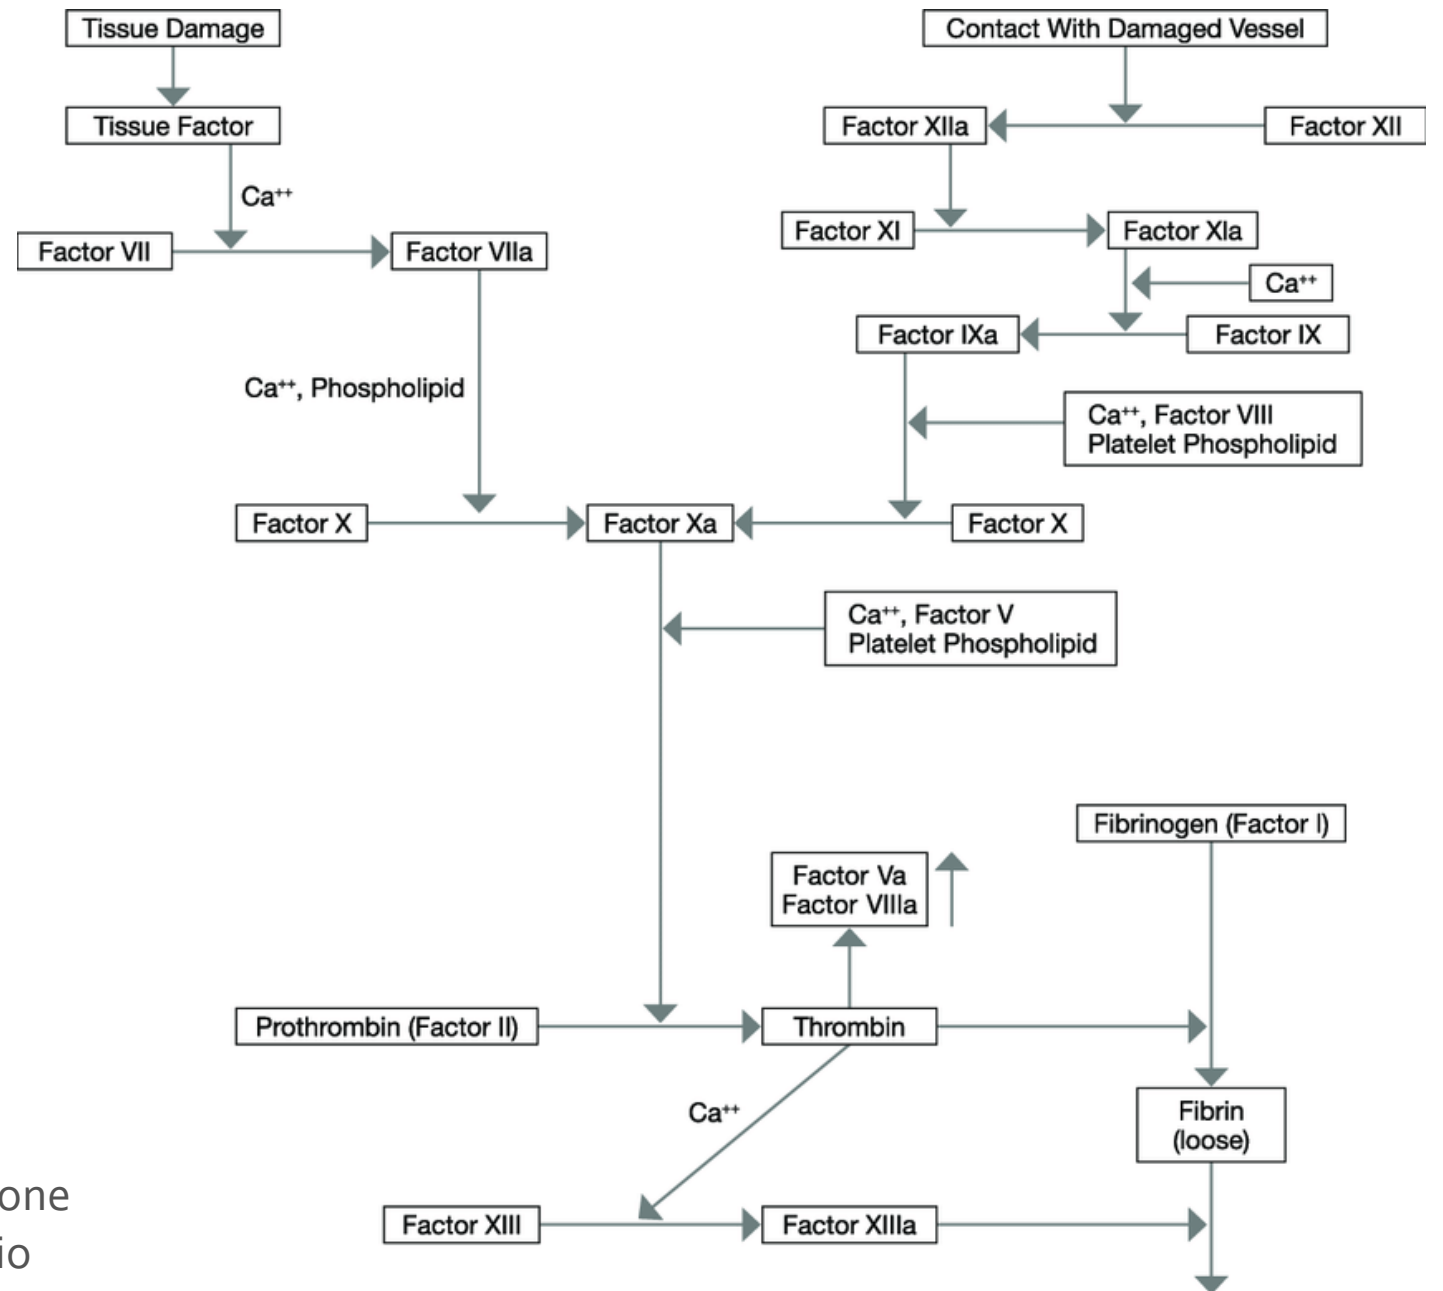 Tissue Damage
Contact With Damaged Vessel
Tissue Factor
Factor XIIa
Factor XII
Ca⁺⁺
Factor XI
Factor XIa
Factor VII
Factor VIIa
Ca⁺⁺
Factor IXa
Factor IX
Ca⁺⁺, Phospholipid
Ca⁺⁺, Factor VIII
Platelet Phospholipid
Factor X
Factor Xa
Factor X
Ca⁺⁺, Factor V
Platelet Phospholipid
Fibrinogen (Factor I)
Factor Va
Factor VIIIa
Prothrombin (Factor II)
Thrombin
Ca⁺⁺
Fibrin
(loose)
one
io
Factor XIII
Factor XIIIa